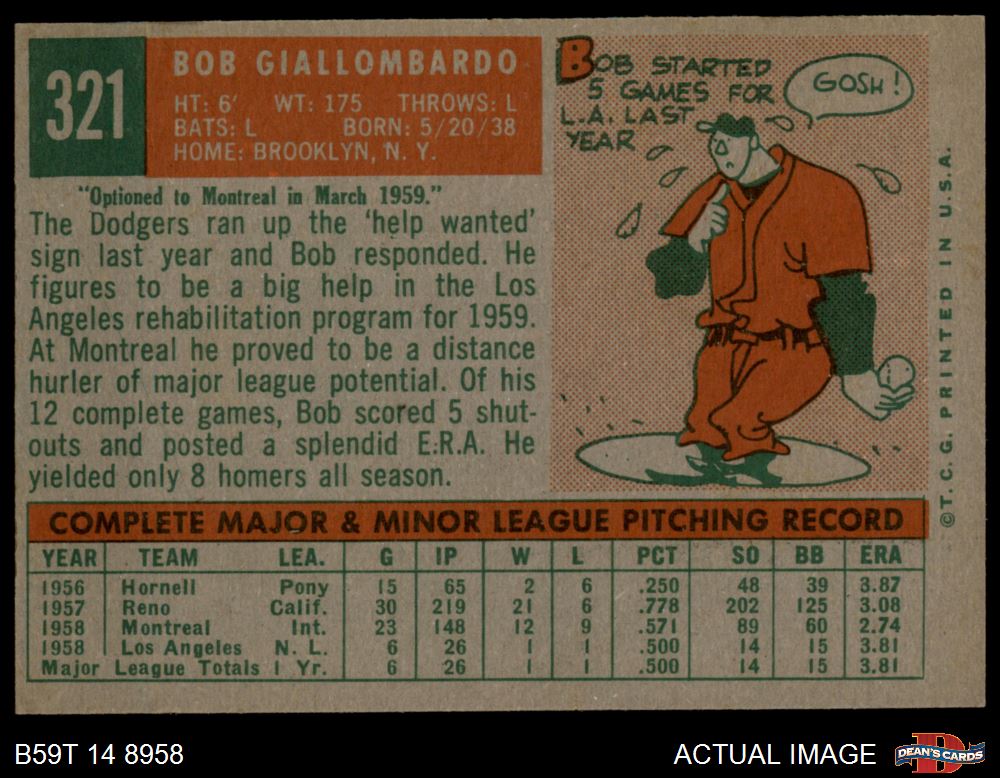 321
BOB GIALLOMBARDO
HT: 6' WT: 175 THROWS: L
BATS: L BORN: 5/20/38
HOME: BROOKLYN, N. Y.
"Optioned to Montreal in March 1959."
The Dodgers ran up the 'help wanted'
sign last year and Bob responded. He
figures to be a big help in the Los
Angeles rehabilitation program for 1959.
At Montreal he proved to be a distance
hurler of major league potential. Of his
12 complete games, Bob scored 5 shut-
outs and posted a splendid E.R.A. He
yielded only 8 homers all season.
BOB STARTED
5 GAMES FOR
L.A. LAST
YEAR
GOSH!
© T. C. G. PRINTED IN U.S.A.
COMPLETE MAJOR & MINOR LEAGUE PITCHING RECORD
YEAR TEAM LEA. G IP W L PCT SO BB ERA
1956 Hornell Pony 15 65 2 6 .250 48 39 3.87
1957 Reno Calif. 30 219 21 6 .778 202 125 3.08
1958 Montreal Int. 23 148 12 9 .571 89 60 2.74
1958 Los Angeles N. L. 6 26 1 1 .500 14 15 3.81
Major League Totals 1 Yr. 6 26 1 1 .500 14 15 3.81
B59T 14 8958
ACTUAL IMAGE
DEAN'S CARDS